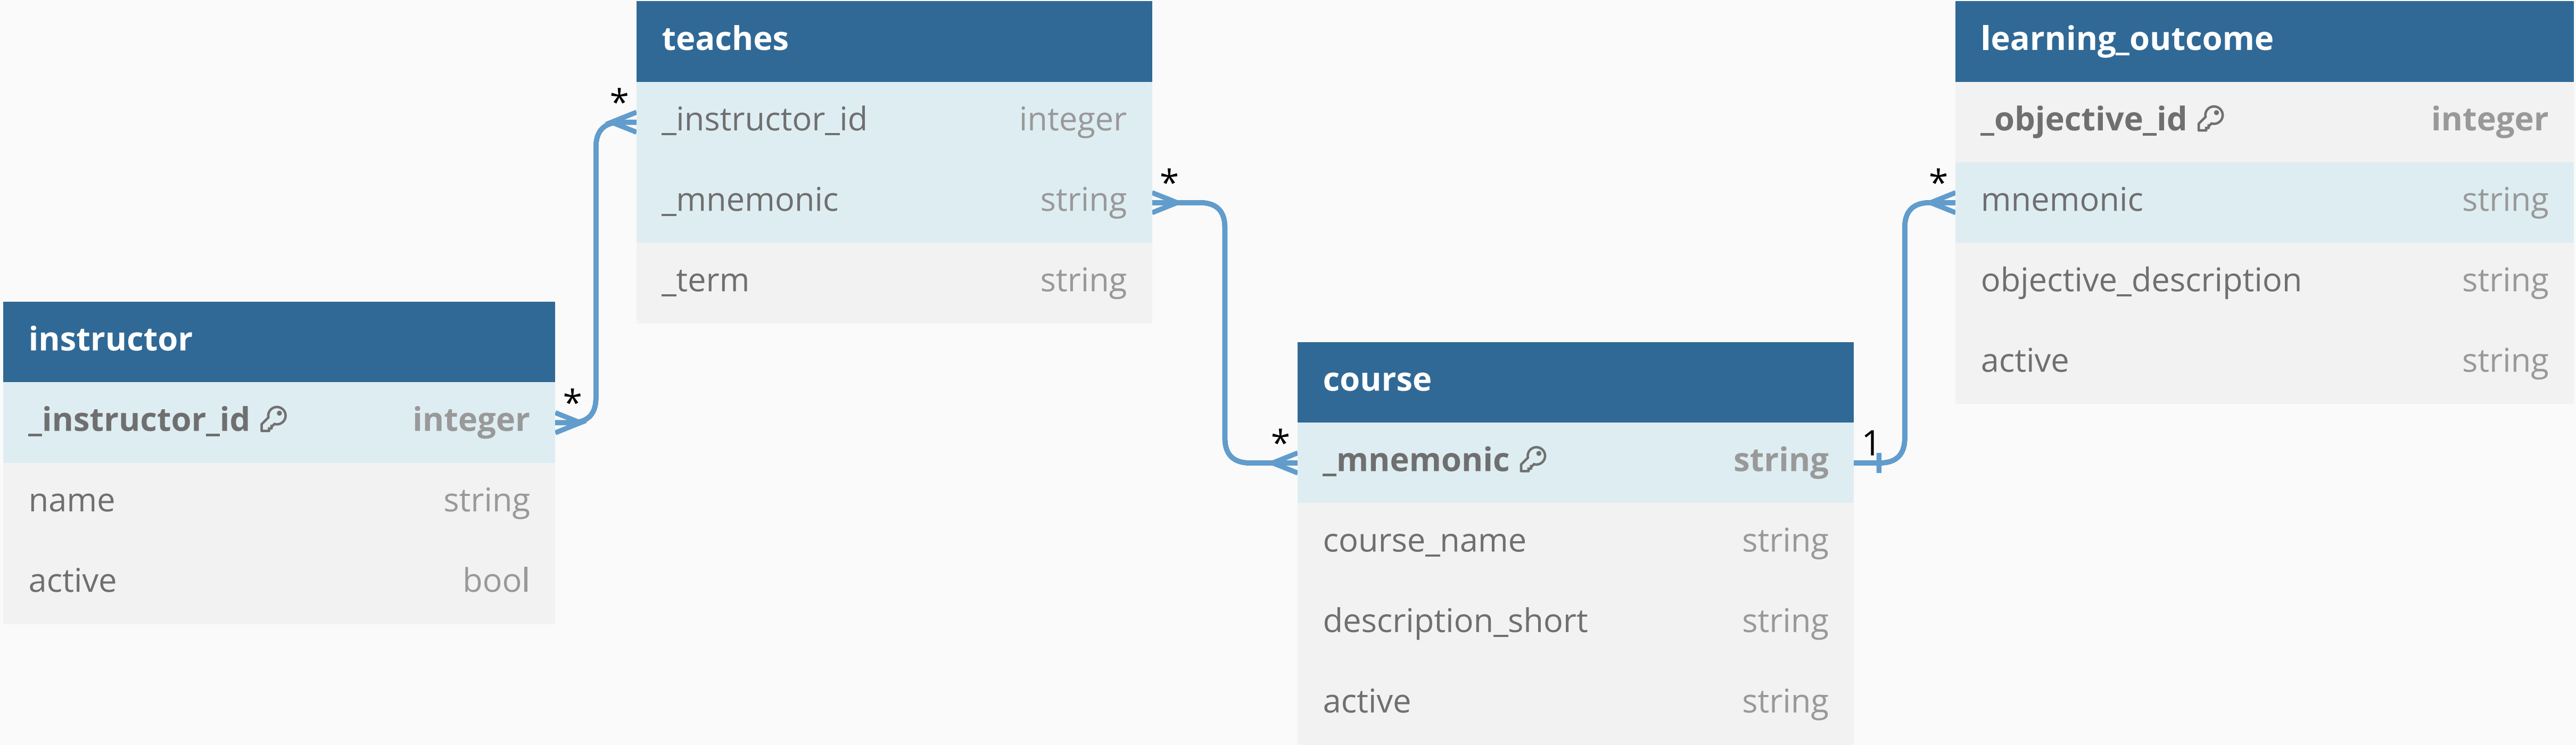 teaches
_instructor_id integer
_mnemonic string
_term string
*
*
instructor
_instructor_id integer
name string
active bool
*
*
course
_mnemonic string
course_name string
description_short string
active string
1
*
learning_outcome
_objective_id integer
mnemonic string
objective_description string
active string